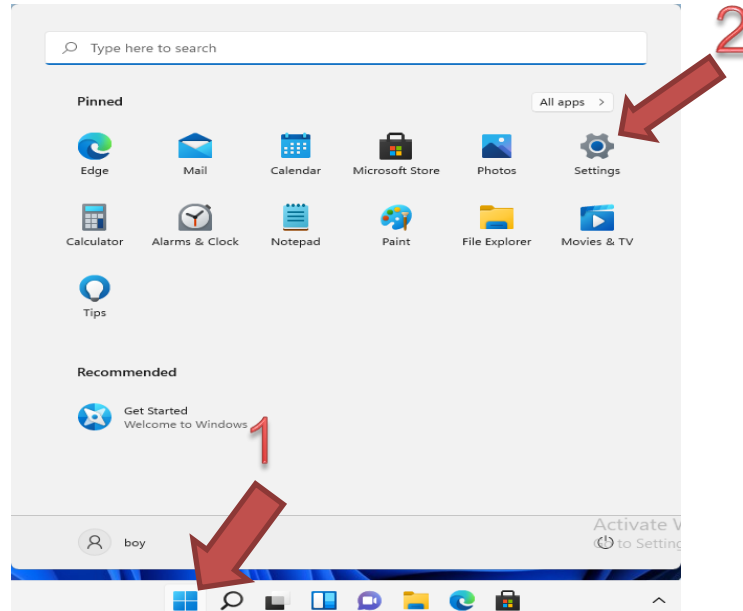 2
Type here to search
Pinned
All apps >
Edge Mail Calendar Microsoft Store Photos Settings
Calculator Alarms & Clock Notepad Paint File Explorer Movies & TV
Tips
Recommended
Get Started
Welcome to Windows
1
Activate
boy
to Setting